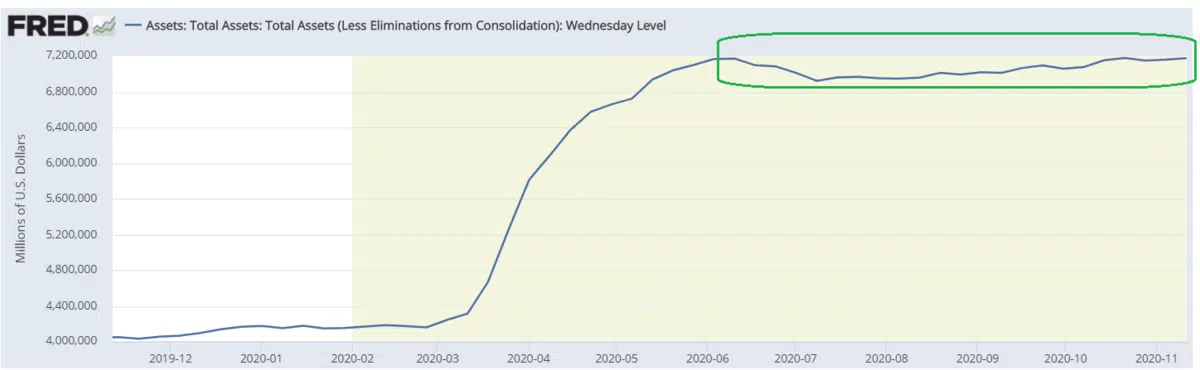 FRED
Assets: Total Assets: Total Assets (Less Eliminations from Consolidation): Wednesday Level
Millions of U.S. Dollars
7,200,000
6,800,000
6,400,000
6,000,000
5,600,000
5,200,000
4,800,000
4,400,000
4,000,000
2019-12 2020-01 2020-02 2020-03 2020-04 2020-05 2020-06 2020-07 2020-08 2020-09 2020-10 2020-11